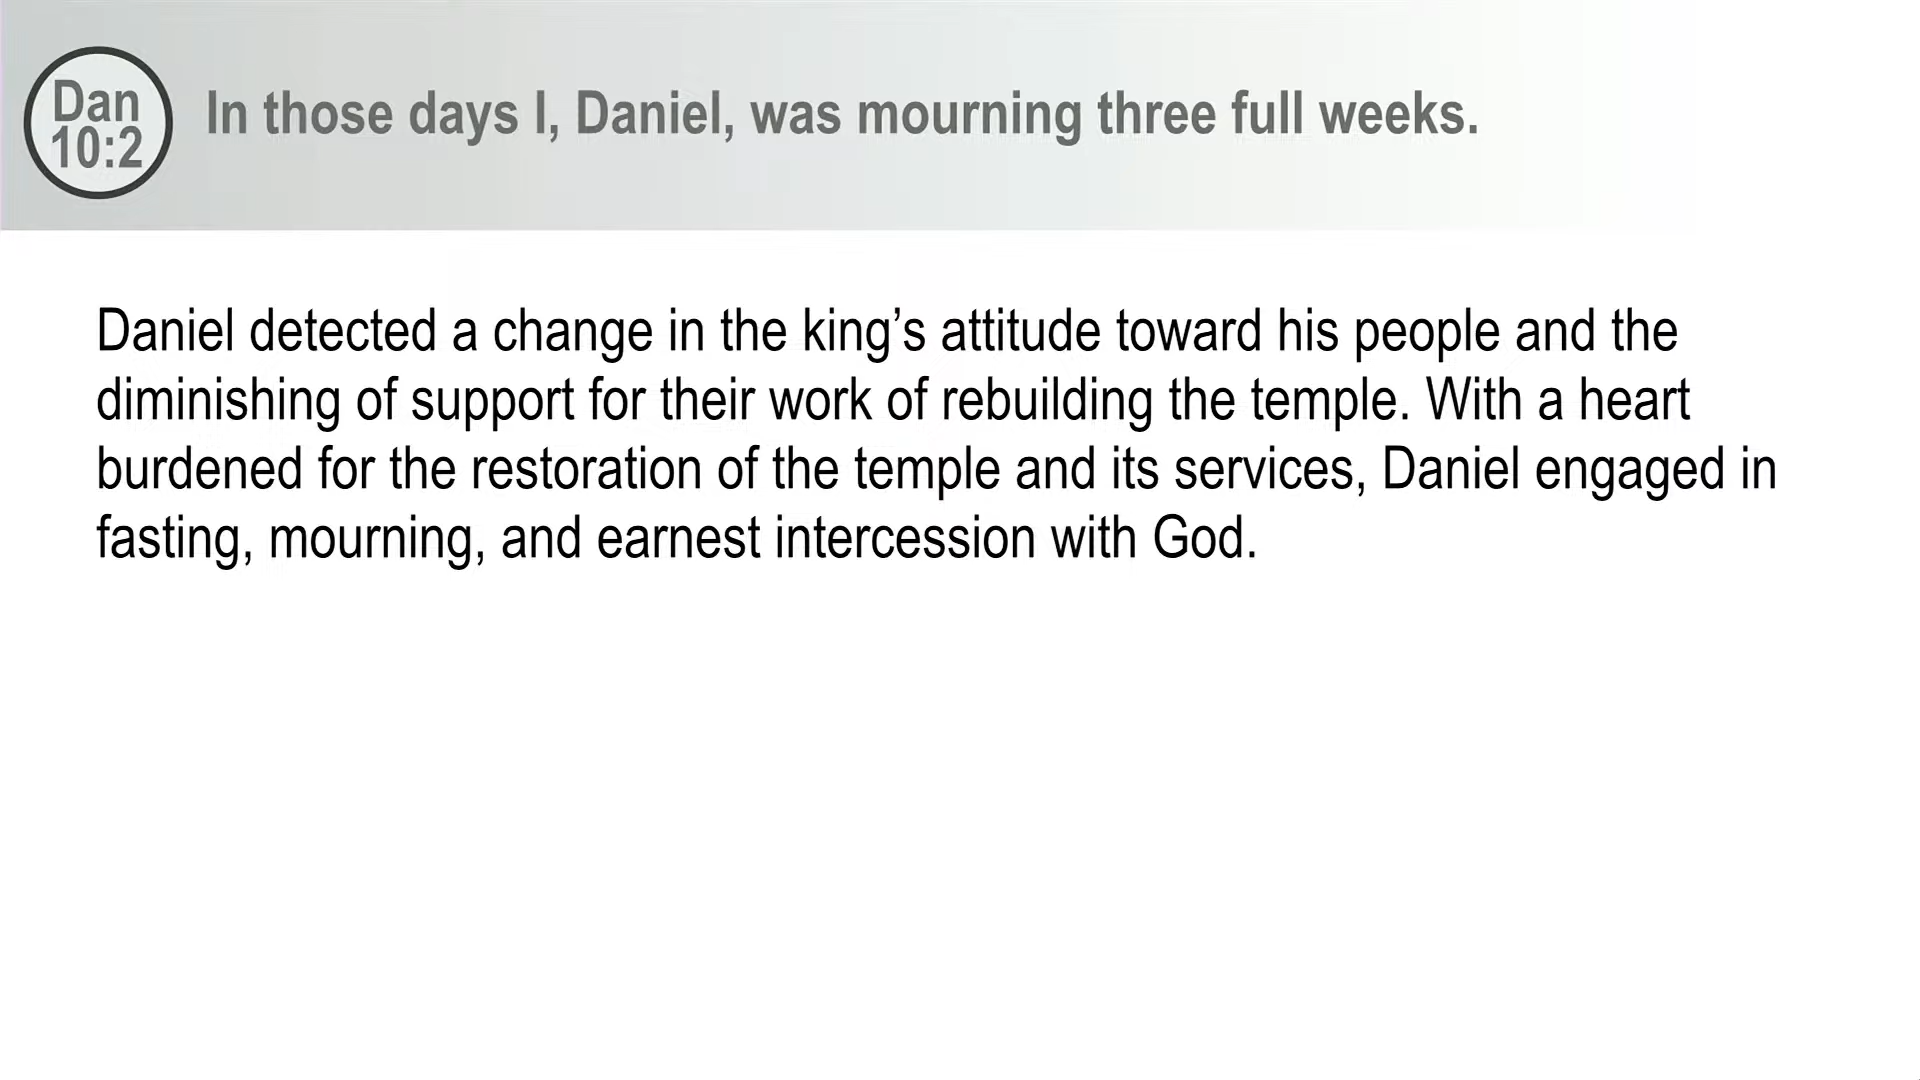 Dan
10:2
In those days I, Daniel, was mourning three full weeks.
Daniel detected a change in the king’s attitude toward his people and the
diminishing of support for their work of rebuilding the temple. With a heart
burdened for the restoration of the temple and its services, Daniel engaged in
fasting, mourning, and earnest intercession with God.